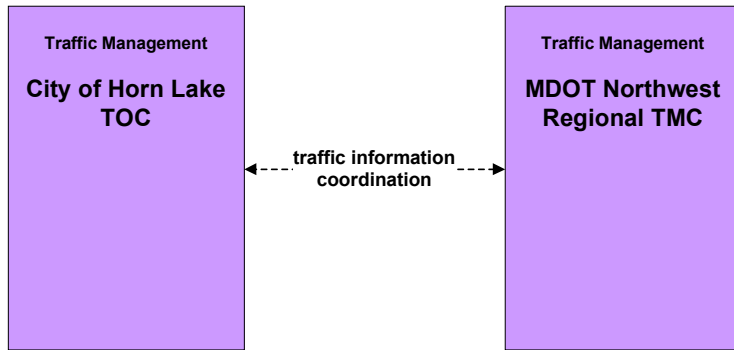 Traffic Management
City of Horn Lake
TOC
traffic information
coordination
Traffic Management
MDOT Northwest
Regional TMC